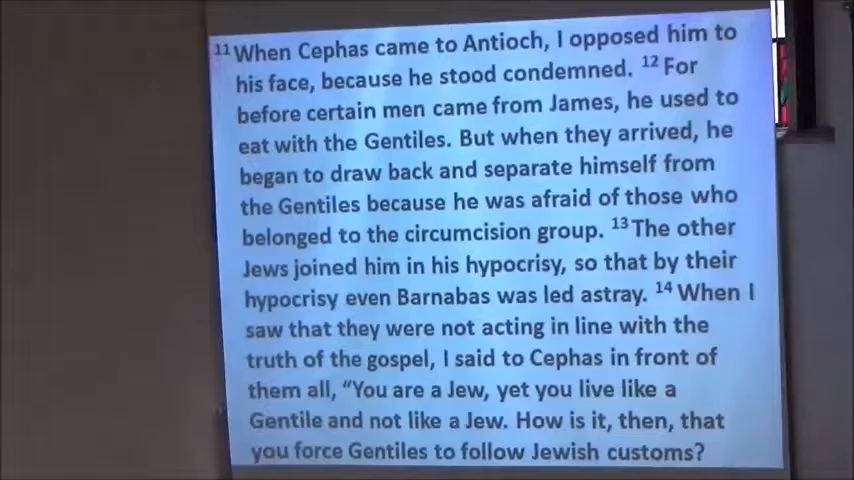 ¹¹When Cephas came to Antioch, I opposed him to
his face, because he stood condemned. ¹²For
before certain men came from James, he used to
eat with the Gentiles. But when they arrived, he
began to draw back and separate himself from
the Gentiles because he was afraid of those who
belonged to the circumcision group. ¹³The other
Jews joined him in his hypocrisy, so that by their
hypocrisy even Barnabas was led astray. ¹⁴When I
saw that they were not acting in line with the
truth of the gospel, I said to Cephas in front of
them all, “You are a Jew, yet you live like a
Gentile and not like a Jew. How is it, then, that
you force Gentiles to follow Jewish customs?